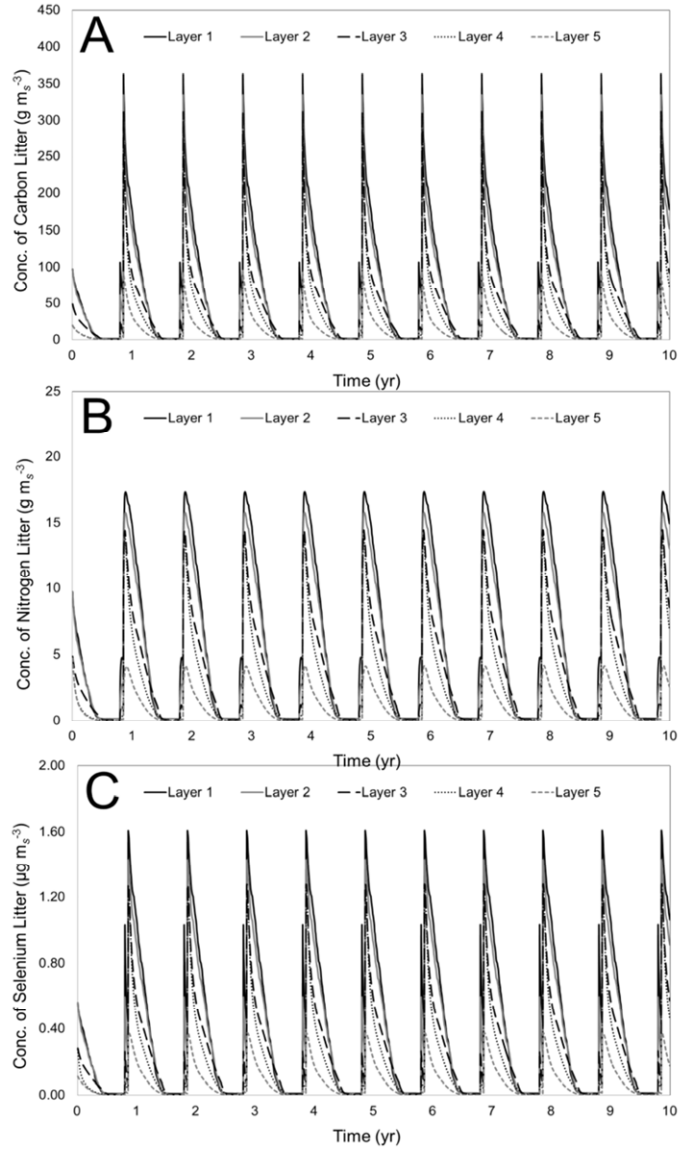 A
Layer 1 Layer 2 Layer 3 Layer 4 Layer 5
Conc. of Carbon Litter (g mₛ⁻³)
450
400
350
300
250
200
150
100
50
0
0 1 2 3 4 5 6 7 8 9 10
Time (yr)
B
Layer 1 Layer 2 Layer 3 Layer 4 Layer 5
Conc. of Nitrogen Litter (g mₛ⁻³)
25
20
15
10
5
0
0 1 2 3 4 5 6 7 8 9 10
Time (yr)
C
Layer 1 Layer 2 Layer 3 Layer 4 Layer 5
Conc. of Selenium Litter (µg mₛ⁻³)
2.00
1.60
1.20
0.80
0.40
0.00
0 1 2 3 4 5 6 7 8 9 10
Time (yr)